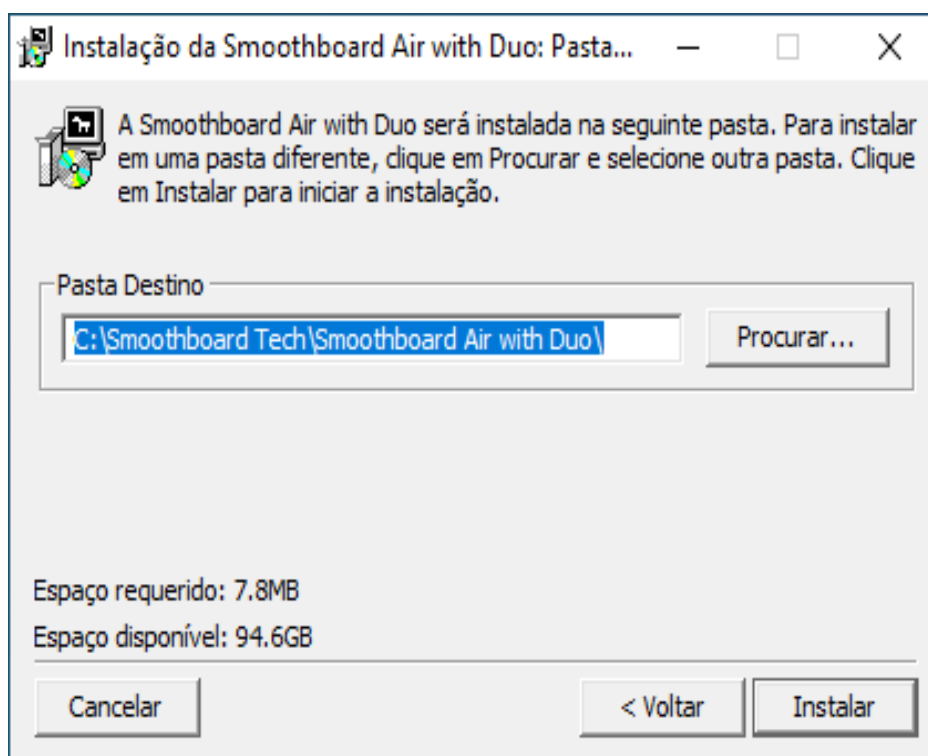 Instalação da Smoothboard Air with Duo: Pasta...
A Smoothboard Air with Duo será instalada na seguinte pasta. Para instalar
em uma pasta diferente, clique em Procurar e selecione outra pasta. Clique
em Instalar para iniciar a instalação.
Pasta Destino
C:\Smoothboard Tech\Smoothboard Air with Duo\
Procurar...
Espaço requerido: 7.8MB
Espaço disponível: 94.6GB
Cancelar
< Voltar
Instalar